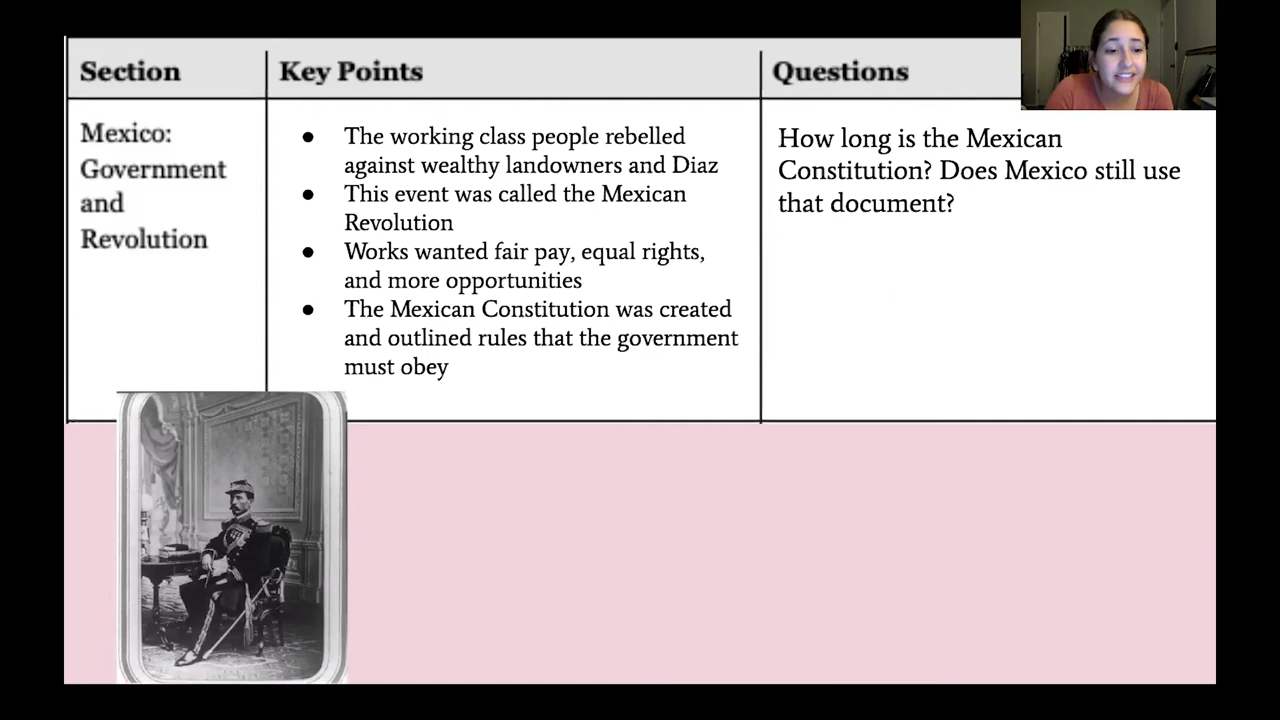 Section
Key Points
Questions
Mexico:
Government
and
Revolution
● The working class people rebelled
against wealthy landowners and Diaz
● This event was called the Mexican
Revolution
● Works wanted fair pay, equal rights,
and more opportunities
● The Mexican Constitution was created
and outlined rules that the government
must obey
How long is the Mexican
Constitution? Does Mexico still use
that document?